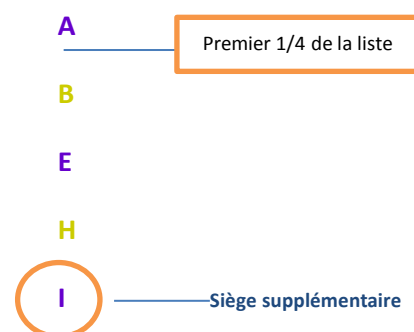 A
Premier 1/4 de la liste
B
E
H
I
Siège supplémentaire